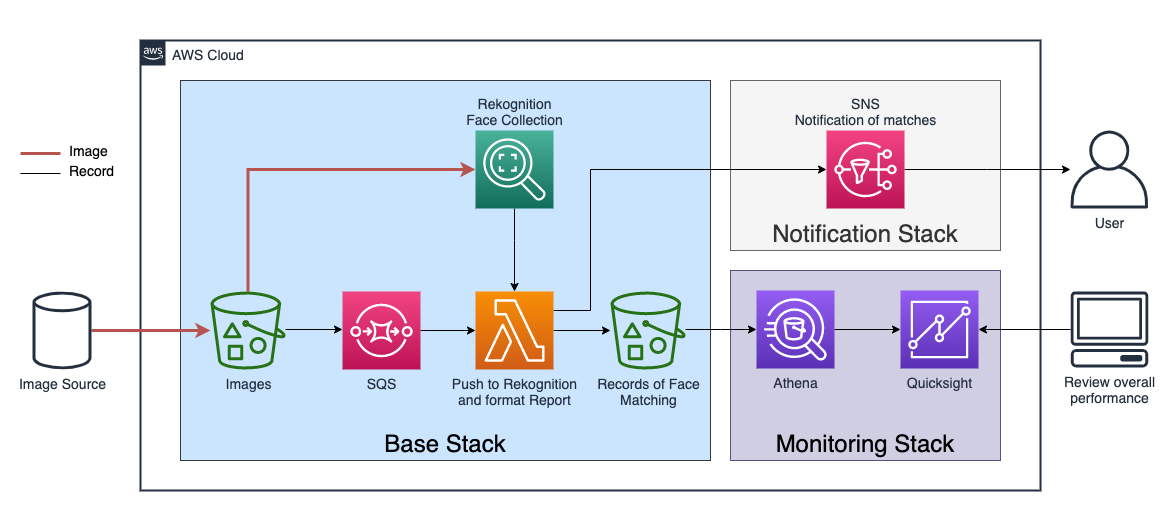 aws
AWS Cloud
Rekognition
Face Collection
SNS
Notification of matches
Image
Record
User
Notification Stack
Image Source
Images
SQS
Push to Rekognition
and format Report
Records of Face
Matching
Athena
Quicksight
Review overall
performance
Base Stack
Monitoring Stack